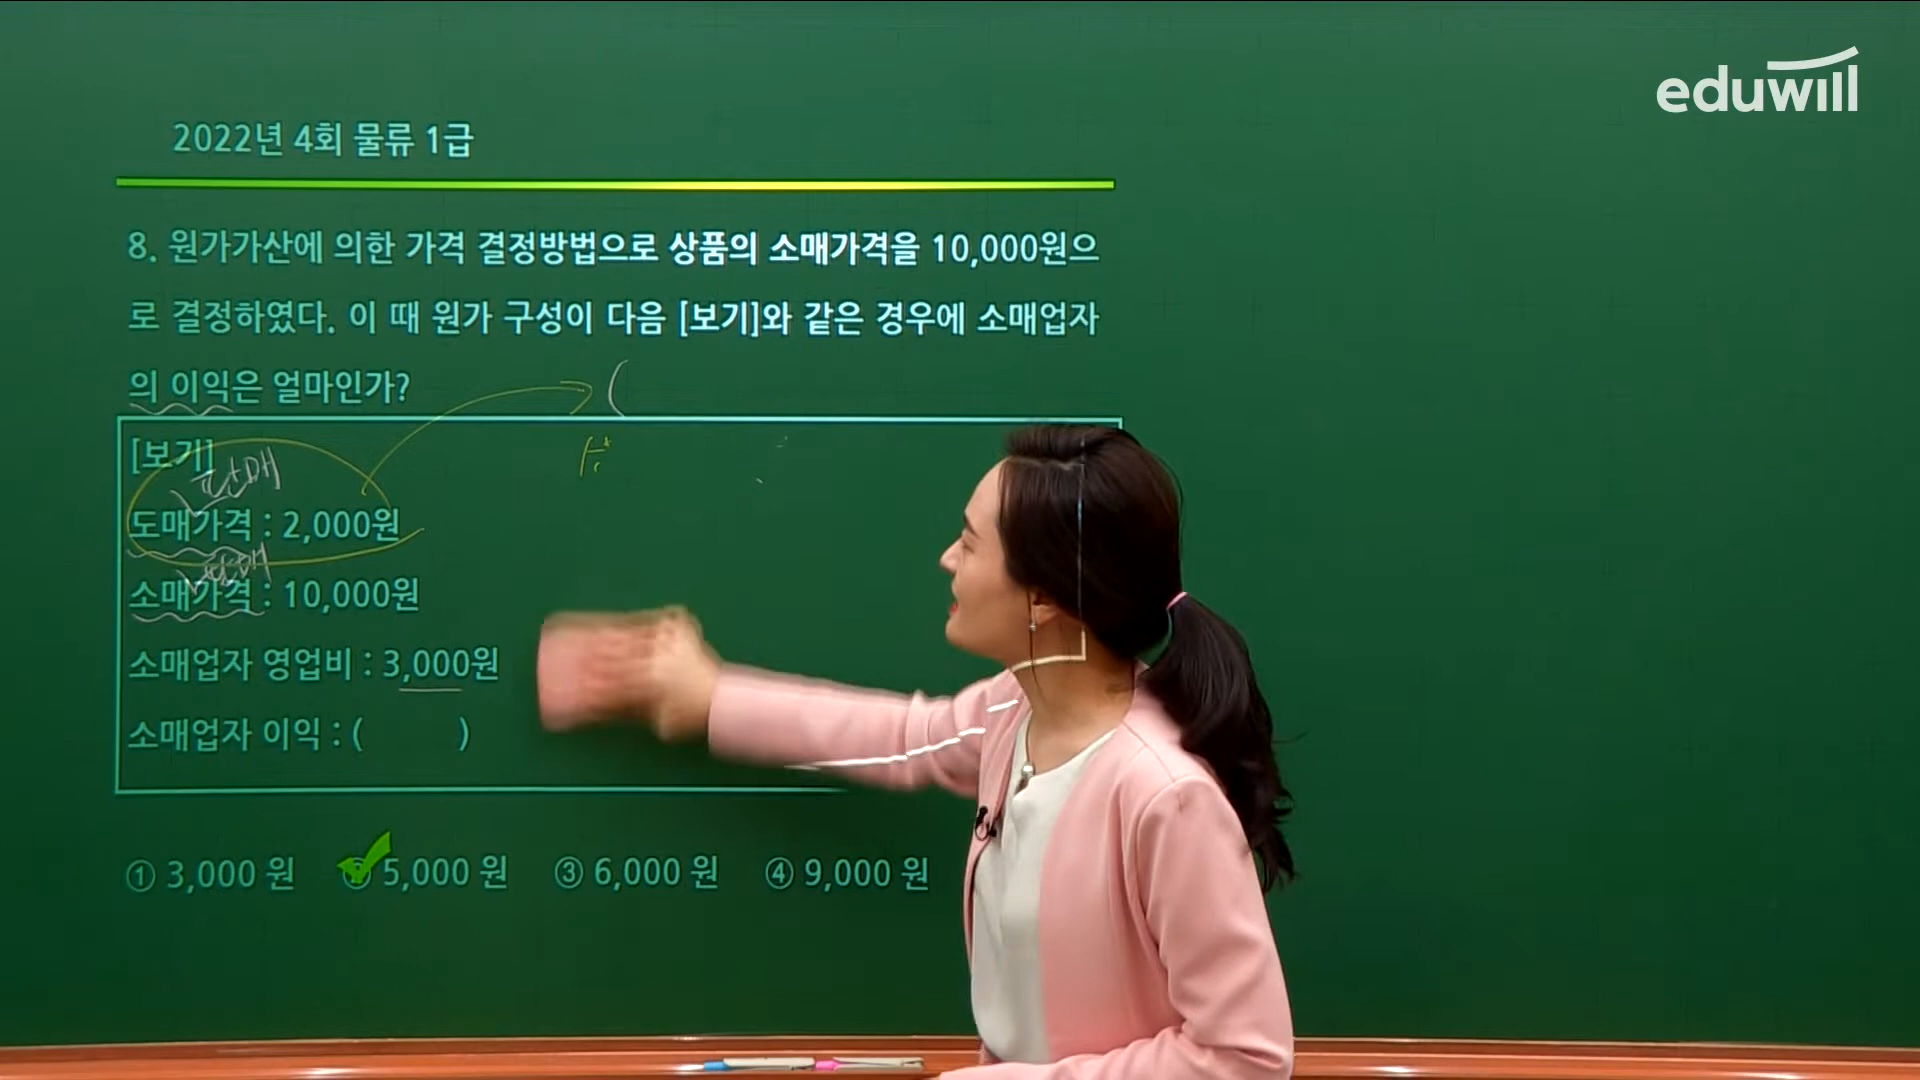 eduwill
2022년 4회 물류 1급
8. 원가가산에 의한 가격 결정방법으로 상품의 소매가격을 10,000원으
로 결정하였다. 이 때 원가 구성이 다음 [보기]와 같은 경우에 소매업자
의 이익은 얼마인가?
[보기]
판매
도매가격 : 2,000원
판매
소매가격 : 10,000원
소매업자 영업비 : 3,000원
소매업자 이익 : ( )
① 3,000 원 ② 5,000 원 ③ 6,000 원 ④ 9,000 원